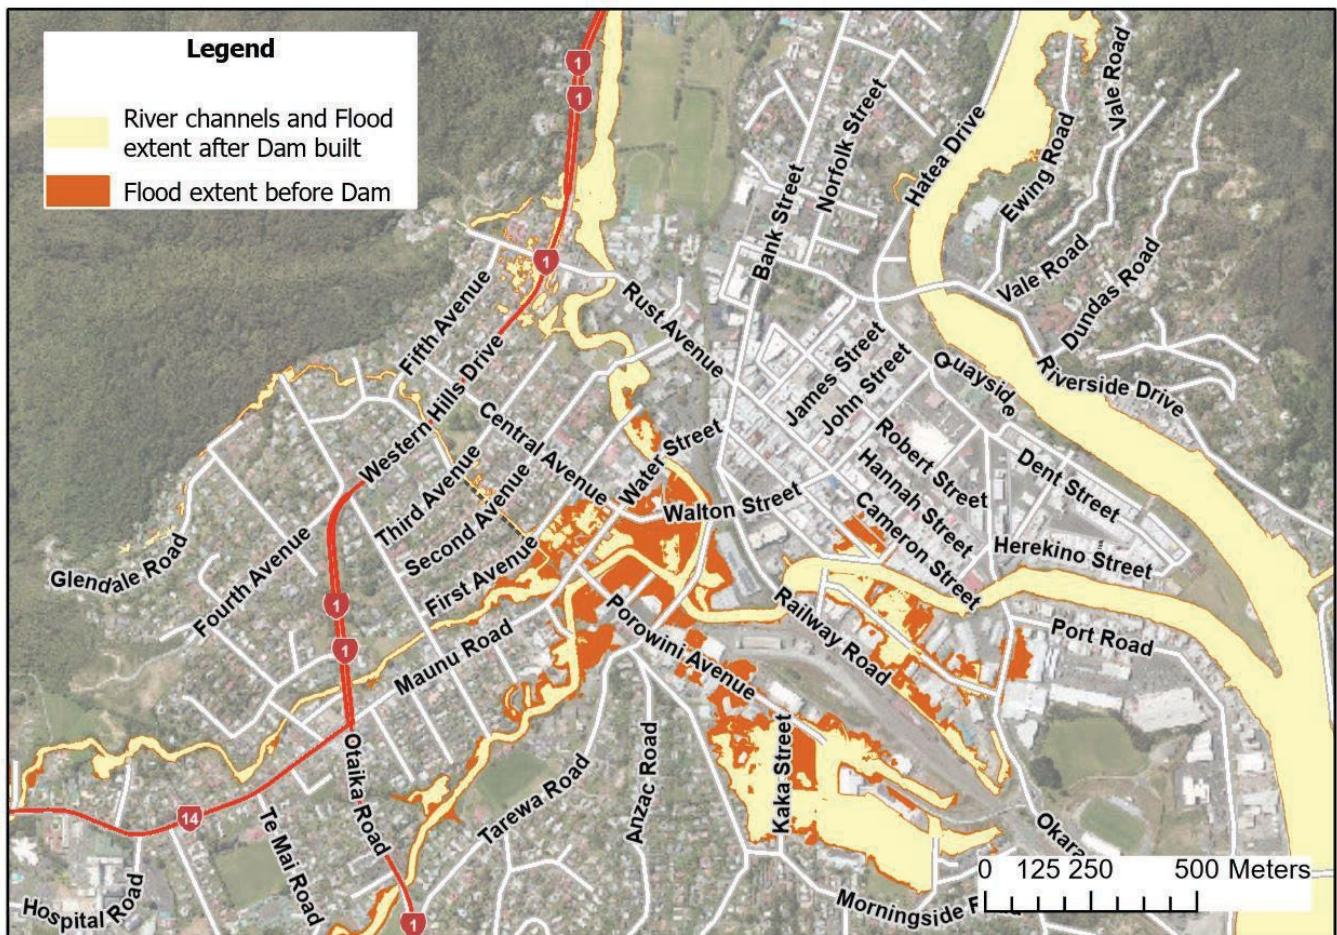 Legend
River channels and Flood
extent after Dam built
Flood extent before Dam
1
1
Vale Road
Norfolk Street
Hatea Drive
Ewing Road
Bank Street
1
Vale Road
Dundas Road
Fifth Avenue
Rust Avenue
Western Hills Drive
James Street
John Street
Quayside
Riverside Drive
Central Avenue
Water Street
Third Avenue
Second Avenue
Robert Street
Hannah Street
Cameron Street
Dent Street
Walton Street
Herekino Street
Glendale Road
Fourth Avenue
First Avenue
1
1
Maunu Road
Porowini Avenue
Railway Road
Port Road
Otaika Road
Anzac Road
Kaka Street
Tarewa Road
14
Te Mai Road
Okara
0 125 250 500 Meters
Hospital Road
Morningside
1